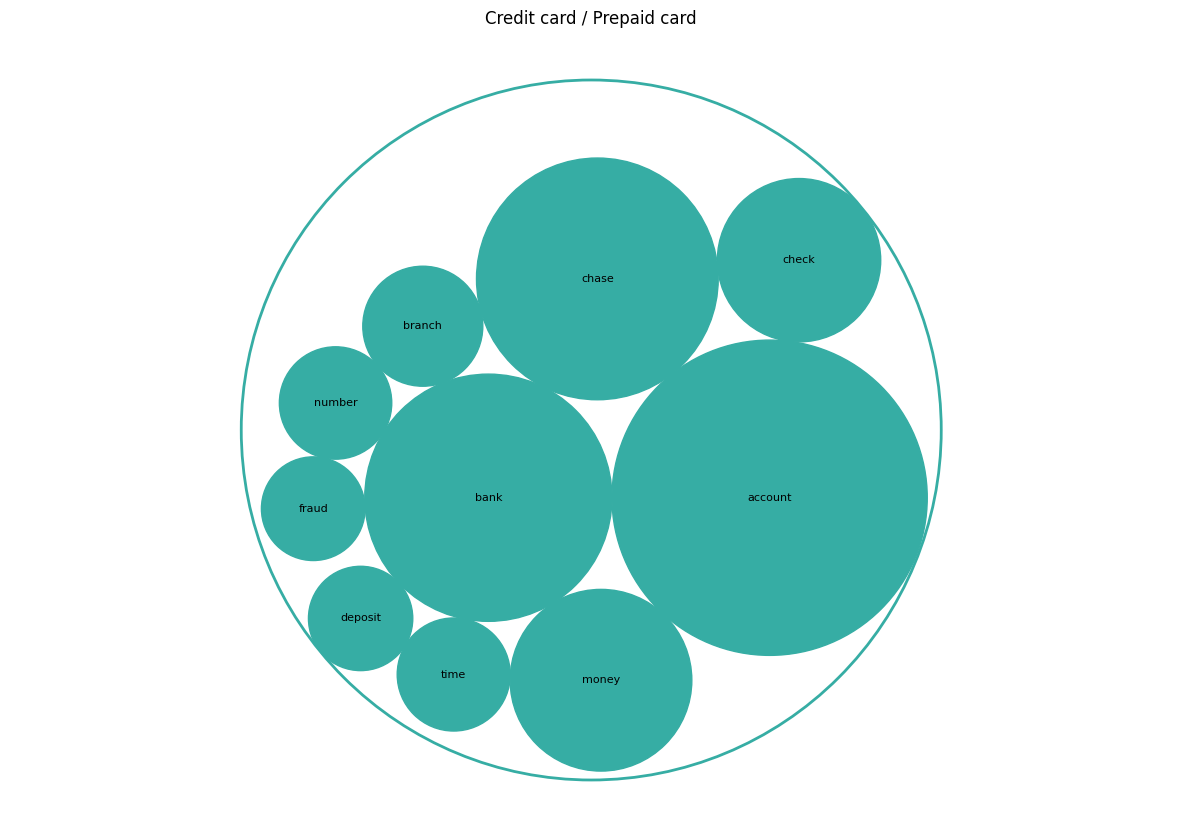 Credit card / Prepaid card
check
chase
branch
number
bank
account
fraud
deposit
time
money